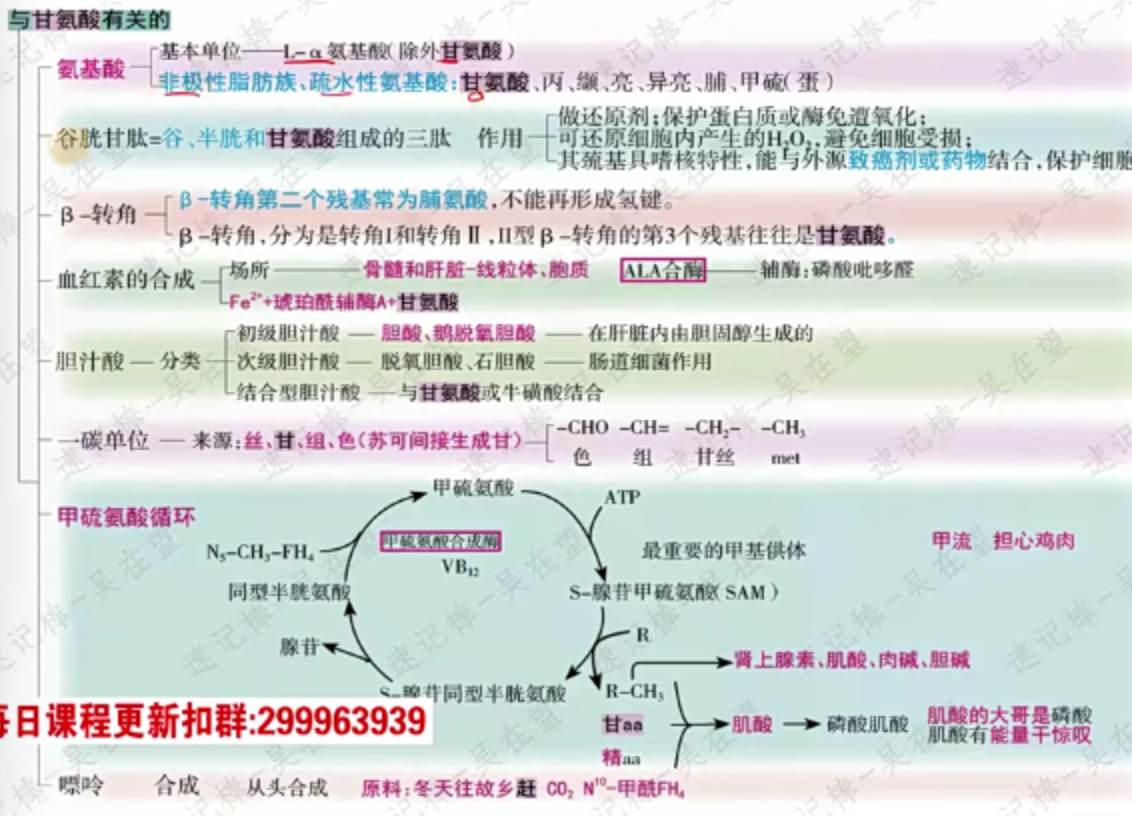 与甘氨酸有关的
氨基酸
基本单位——L-α氨基酸(除外甘氨酸)
非极性脂肪族、疏水性氨基酸:甘氨酸、丙、缬、亮、异亮、脯、甲硫(蛋)
谷胱甘肽=谷、半胱和甘氨酸组成的三肽 作用
做还原剂;保护蛋白质或酶免遭氧化;
可还原细胞内产生的H₂O₂,避免细胞受损;
其巯基具嗜核特性,能与外源致癌剂或药物结合,保护细胞
β-转角
β-转角第二个残基常为脯氨酸,不能再形成氢键。
β-转角,分为是转角I和转角Ⅱ,II型β-转角的第3个残基往往是甘氨酸。
血红素的合成
场所 —— 骨髓和肝脏-线粒体、胞质 ALA合酶 —— 辅酶:磷酸吡哆醛
Fe²⁺+琥珀酰辅酶A+甘氨酸
胆汁酸 — 分类
初级胆汁酸 — 胆酸、鹅脱氧胆酸 —— 在肝脏内由胆固醇生成的
次级胆汁酸 — 脱氧胆酸、石胆酸 —— 肠道细菌作用
结合型胆汁酸 — 与甘氨酸或牛磺酸结合
一碳单位 — 来源:丝、甘、组、色(苏可间接生成甘)
-CHO -CH= -CH₂- -CH₃
色 组 甘丝 met
甲硫氨酸循环
甲硫氨酸
ATP
N₅-CH₃-FH₄
甲硫氨酸合成酶
VB₁₂
最重要的甲基供体
甲流 担心鸡肉
同型半胱氨酸
S-腺苷甲硫氨酸(SAM)
R
腺苷
肾上腺素、肌酸、肉碱、胆碱
S-腺苷同型半胱氨酸
R-CH₃
甘aa
精aa
肌酸
磷酸肌酸
肌酸的大哥是磷酸
肌酸有能量干惊叹
每日课程更新扣群:299963939
嘌呤 合成 从头合成 原料:冬天往故乡赶 CO₂ N¹⁰-甲酰FH₄
速记棒一吴在望